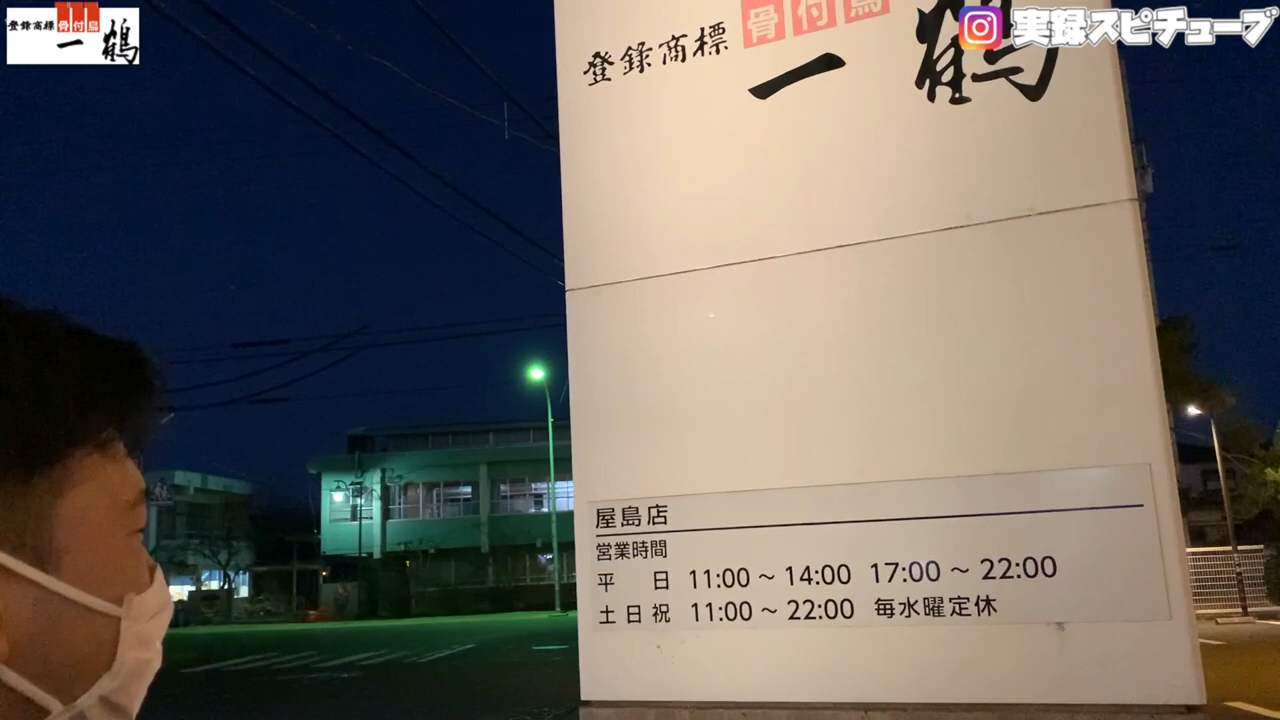 登録商標 骨付鳥
一鶴
実録スピチューブ
登録商標 骨付鳥
一鶴
屋島店
営業時間
平 日 11:00 ~ 14:00 17:00 ~ 22:00
土日祝 11:00 ~ 22:00 毎水曜定休